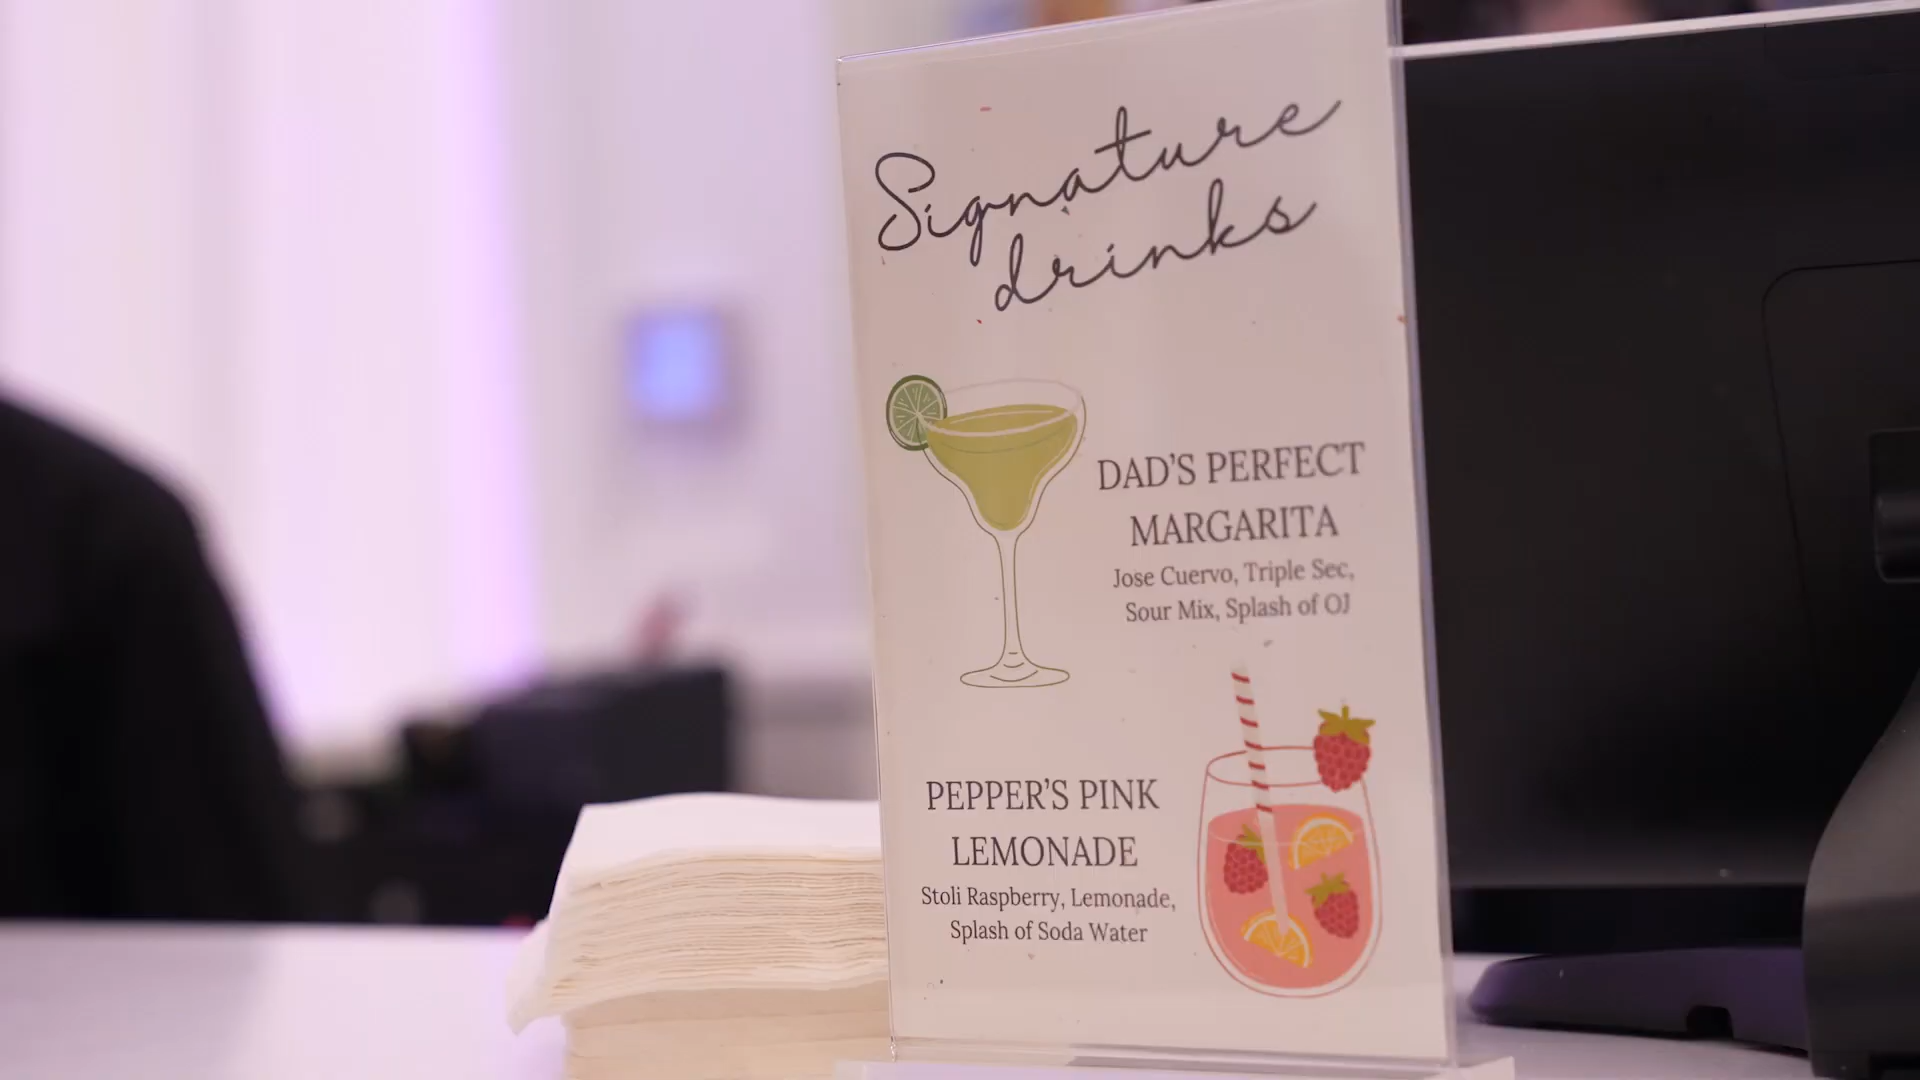 Signature
drinks
DAD'S PERFECT
MARGARITA
Jose Cuervo, Triple Sec,
Sour Mix, Splash of OJ
PEPPER'S PINK
LEMONADE
Stoli Raspberry, Lemonade,
Splash of Soda Water